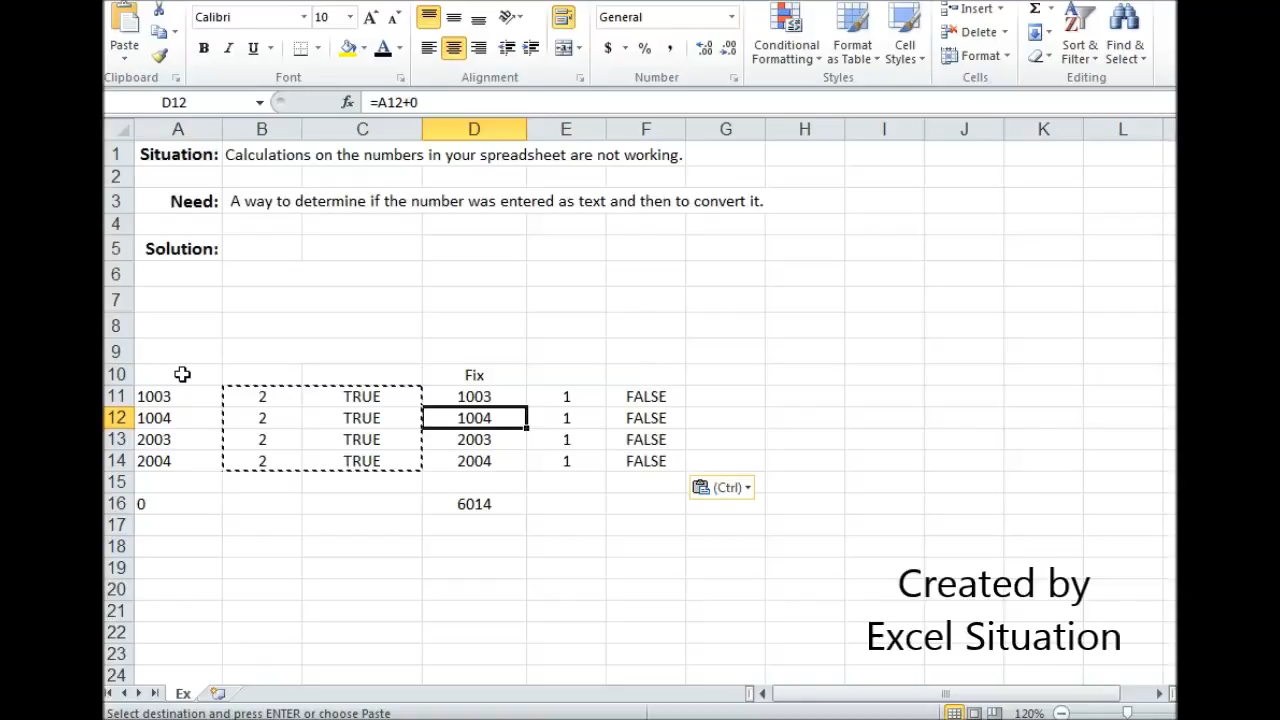 Calibri 10 General Insert Σ
Paste B I U $ % , Conditional Formatting Format as Table Cell Styles Delete Format Sort & Filter Find & Select
Clipboard Font Alignment Number Styles Cells Editing
D12 fx =A12+0
A B C D E F G H I J K L
1 Situation: Calculations on the numbers in your spreadsheet are not working.
2
3 Need: A way to determine if the number was entered as text and then to convert it.
4
5 Solution:
6
7
8
9
10 Fix
11 1003 2 TRUE 1003 1 FALSE
12 1004 2 TRUE 1004 1 FALSE
13 2003 2 TRUE 2003 1 FALSE
14 2004 2 TRUE 2004 1 FALSE
15 (Ctrl)
16 0 6014
17
18
19
20 Created by
21
22 Excel Situation
23
24
Ex
Select destination and press ENTER or choose Paste 120%